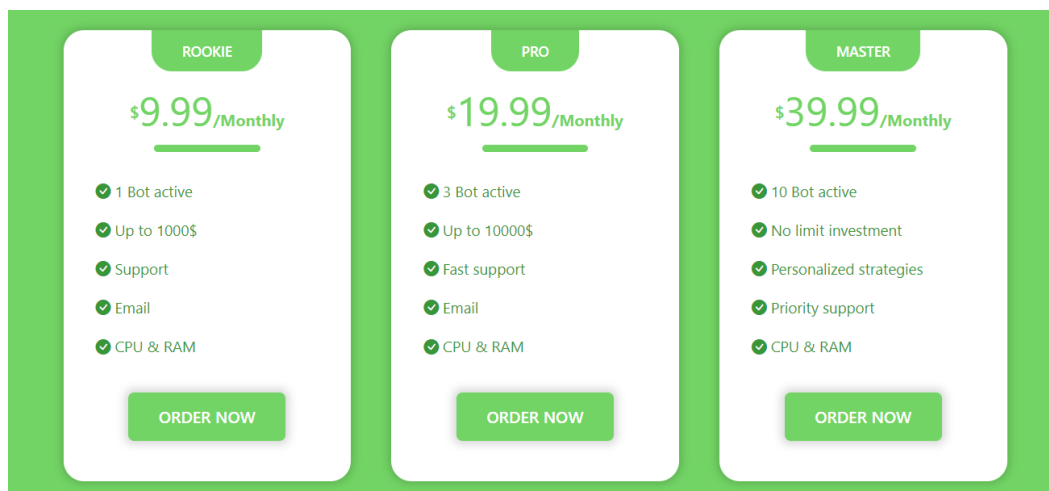 ROOKIE
$9.99/Monthly
1 Bot active
Up to 1000$
Support
Email
CPU & RAM
ORDER NOW
PRO
$19.99/Monthly
3 Bot active
Up to 10000$
Fast support
Email
CPU & RAM
ORDER NOW
MASTER
$39.99/Monthly
10 Bot active
No limit investment
Personalized strategies
Priority support
CPU & RAM
ORDER NOW